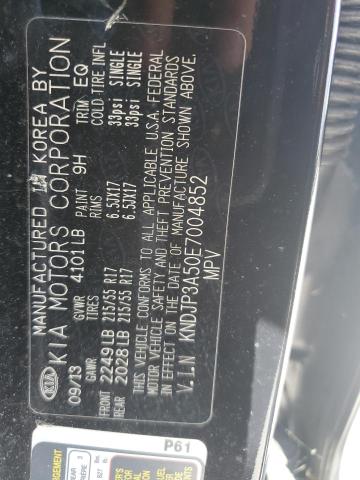 KIA
MANUFACTURED IN KOREA BY
KIA MOTORS CORPORATION
09/13 GVWR 4101LB 9H TRIM EQ
GAWR TIRES RIMS COLD TIRE INFL
FRONT 2249LB 215/55 R17 6.5JX17 33psi SINGLE
REAR 2028LB 215/55 R17 6.5JX17 33psi SINGLE
THIS VEHICLE CONFORMS TO ALL APPLICABLE U.S.A. FEDERAL
MOTOR VEHICLE SAFETY AND THEFT PREVENTION STANDARDS
IN EFFECT ON THE DATE OF MANUFACTURE SHOWN ABOVE.
V.I.N KNDJP3A50E7004852
MPV
P61